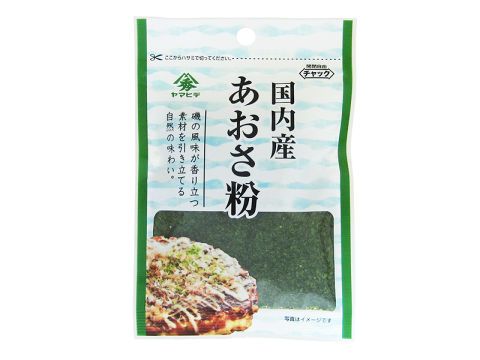 ここからハサミで切ってください。
開閉自由
チャック
秀
ヤマヒデ
国内産
あおさ粉
磯の風味が香り立つ
素材を引き立てる
自然の味わい。
写真はイメージです